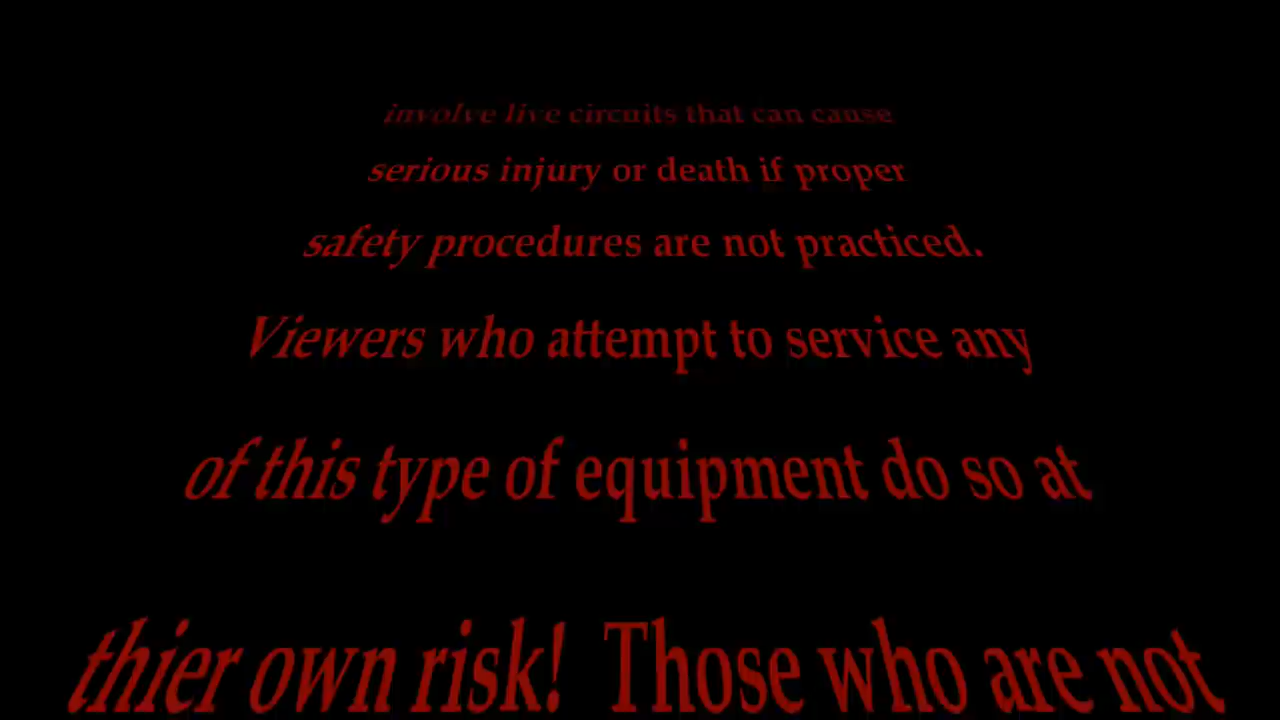 involve live circuits that can cause
serious injury or death if proper
safety procedures are not practiced.
Viewers who attempt to service any
of this type of equipment do so at
thier own risk! Those who are not